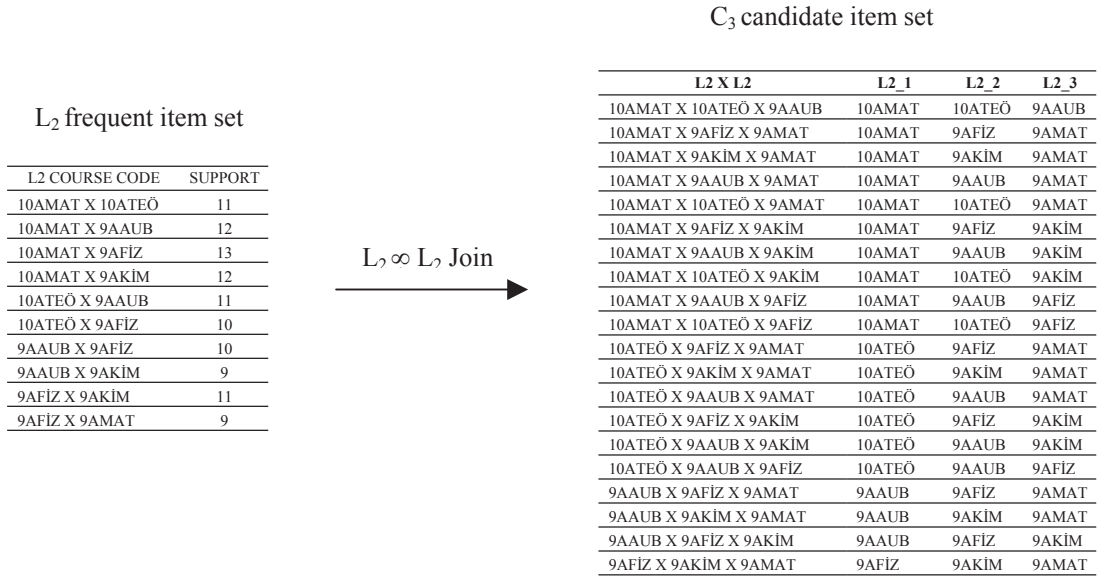 C3 candidate item set
L2 frequent item set
L2 COURSE CODE SUPPORT
10AMAT X 10ATEÖ 11
10AMAT X 9AAUB 12
10AMAT X 9AFİZ 13
10AMAT X 9AKİM 12
10ATEÖ X 9AAUB 11
10ATEÖ X 9AFİZ 10
9AAUB X 9AFİZ 10
9AAUB X 9AKİM 9
9AFİZ X 9AKİM 11
9AFİZ X 9AMAT 9
L2 ∞ L2 Join
L2 X L2 L2_1 L2_2 L2_3
10AMAT X 10ATEÖ X 9AAUB 10AMAT 10ATEÖ 9AAUB
10AMAT X 9AFİZ X 9AMAT 10AMAT 9AFİZ 9AMAT
10AMAT X 9AKİM X 9AMAT 10AMAT 9AKİM 9AMAT
10AMAT X 9AAUB X 9AMAT 10AMAT 9AAUB 9AMAT
10AMAT X 10ATEÖ X 9AMAT 10AMAT 10ATEÖ 9AMAT
10AMAT X 9AFİZ X 9AKİM 10AMAT 9AFİZ 9AKİM
10AMAT X 9AAUB X 9AKİM 10AMAT 9AAUB 9AKİM
10AMAT X 10ATEÖ X 9AKİM 10AMAT 10ATEÖ 9AKİM
10AMAT X 9AAUB X 9AFİZ 10AMAT 9AAUB 9AFİZ
10AMAT X 10ATEÖ X 9AFİZ 10AMAT 10ATEÖ 9AFİZ
10ATEÖ X 9AFİZ X 9AMAT 10ATEÖ 9AFİZ 9AMAT
10ATEÖ X 9AKİM X 9AMAT 10ATEÖ 9AKİM 9AMAT
10ATEÖ X 9AAUB X 9AMAT 10ATEÖ 9AAUB 9AMAT
10ATEÖ X 9AFİZ X 9AKİM 10ATEÖ 9AFİZ 9AKİM
10ATEÖ X 9AAUB X 9AKİM 10ATEÖ 9AAUB 9AKİM
10ATEÖ X 9AAUB X 9AFİZ 10ATEÖ 9AAUB 9AFİZ
9AAUB X 9AFİZ X 9AMAT 9AAUB 9AFİZ 9AMAT
9AAUB X 9AKİM X 9AMAT 9AAUB 9AKİM 9AMAT
9AAUB X 9AFİZ X 9AKİM 9AAUB 9AFİZ 9AKİM
9AFİZ X 9AKİM X 9AMAT 9AFİZ 9AKİM 9AMAT